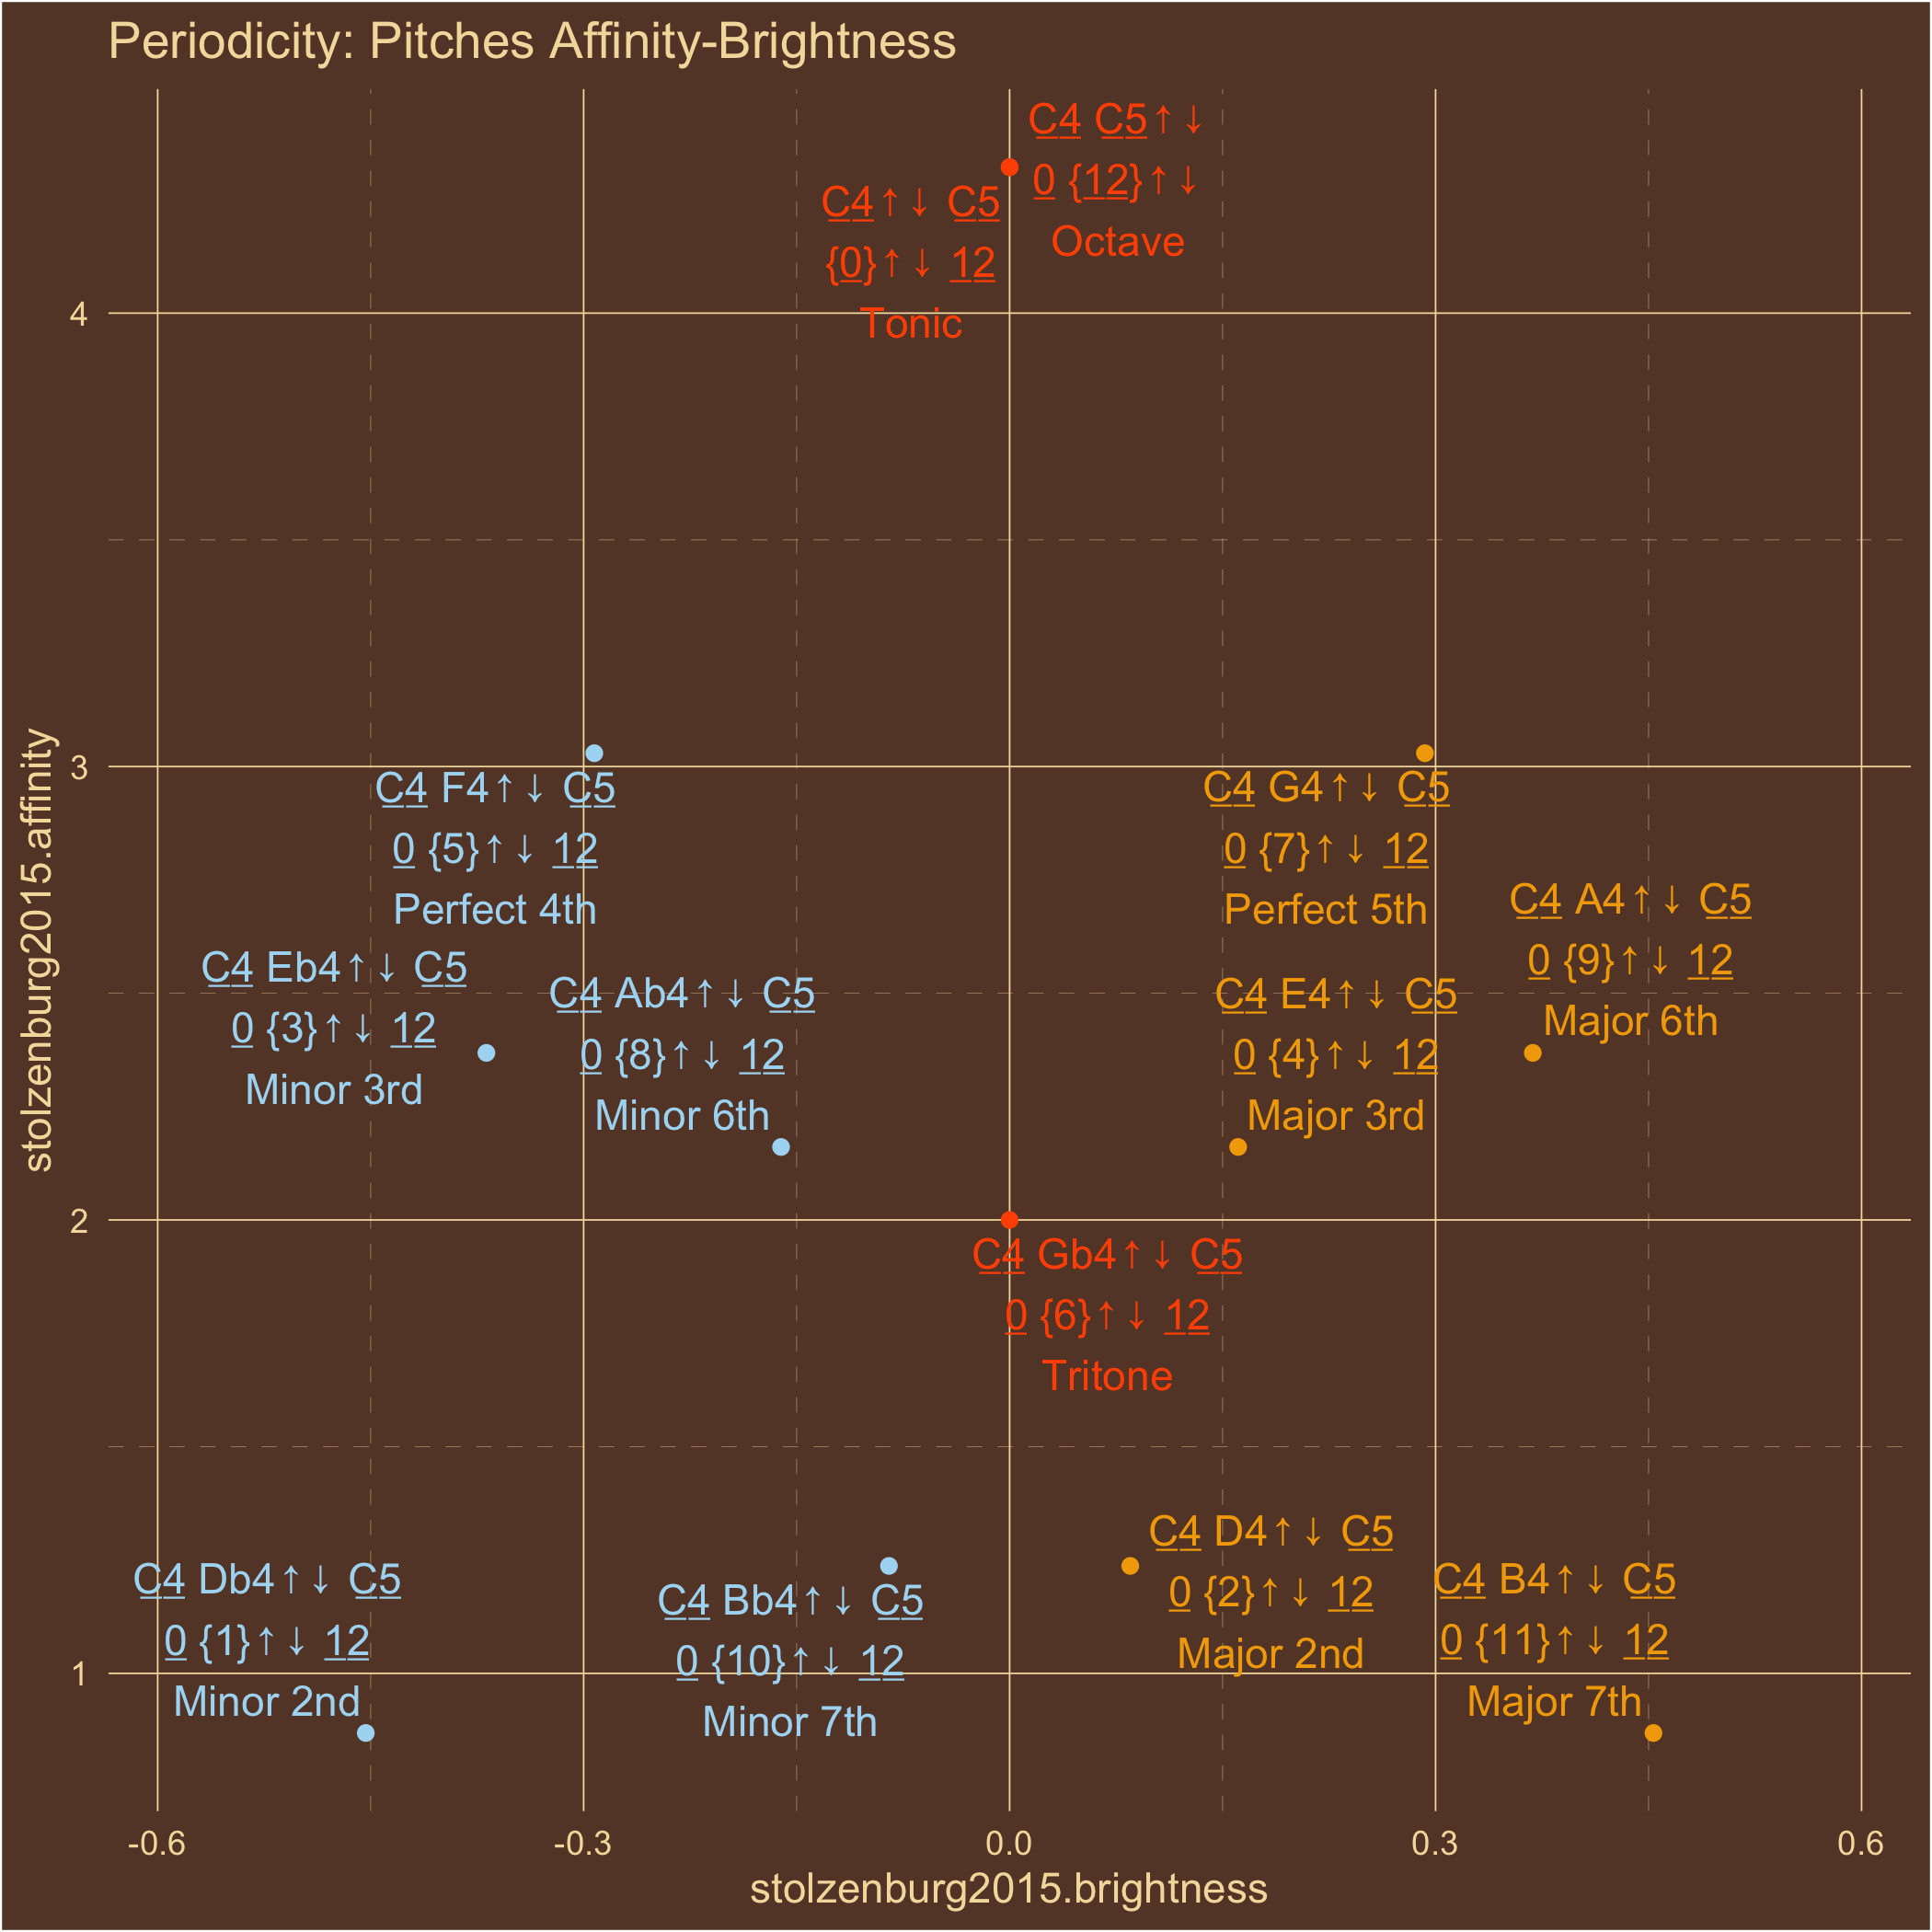 Periodicity: Pitches Affinity-Brightness
C4 C5↑↓
0 {12}↑↓
Octave
C4↑↓ C5
{0}↑↓ 12
Tonic
4
stolzenburg2015.affinity
3
C4 F4↑↓ C5
0 {5}↑↓ 12
Perfect 4th
C4 G4↑↓ C5
0 {7}↑↓ 12
Perfect 5th
C4 A4↑↓ C5
0 {9}↑↓ 12
Major 6th
C4 Eb4↑↓ C5
0 {3}↑↓ 12
Minor 3rd
C4 Ab4↑↓ C5
0 {8}↑↓ 12
Minor 6th
C4 E4↑↓ C5
0 {4}↑↓ 12
Major 3rd
2
C4 Gb4↑↓ C5
0 {6}↑↓ 12
Tritone
C4 Db4↑↓ C5
0 {1}↑↓ 12
Minor 2nd
C4 Bb4↑↓ C5
0 {10}↑↓ 12
Minor 7th
C4 D4↑↓ C5
0 {2}↑↓ 12
Major 2nd
C4 B4↑↓ C5
0 {11}↑↓ 12
Major 7th
1
-0.6 -0.3 0.0 0.3 0.6
stolzenburg2015.brightness